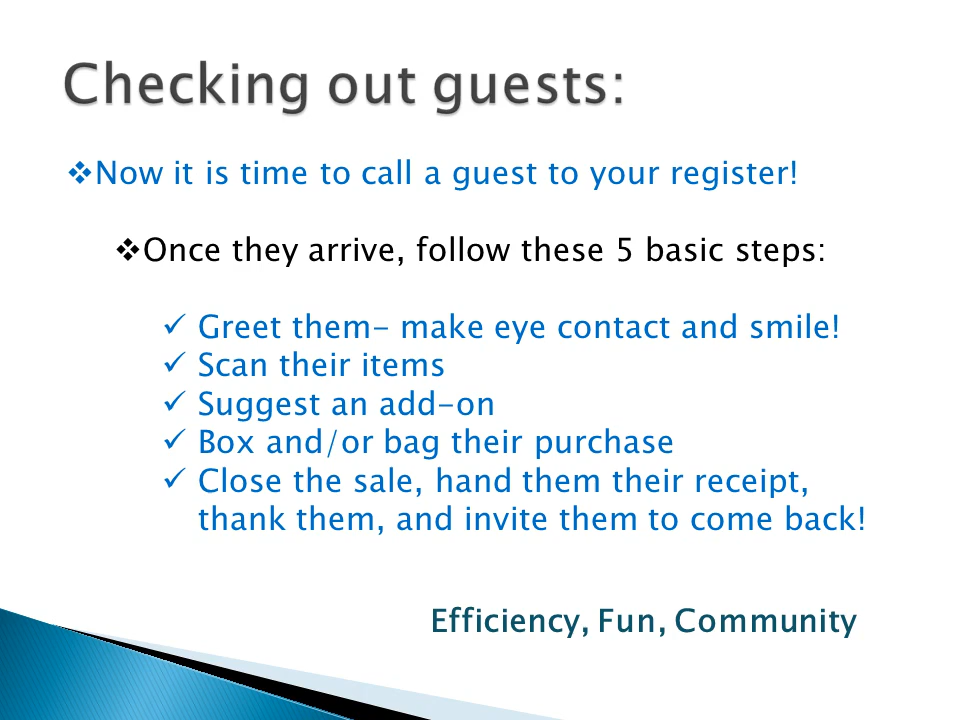 Checking out guests:
❖Now it is time to call a guest to your register!
❖Once they arrive, follow these 5 basic steps:
✓ Greet them- make eye contact and smile!
✓ Scan their items
✓ Suggest an add-on
✓ Box and/or bag their purchase
✓ Close the sale, hand them their receipt,
thank them, and invite them to come back!
Efficiency, Fun, Community